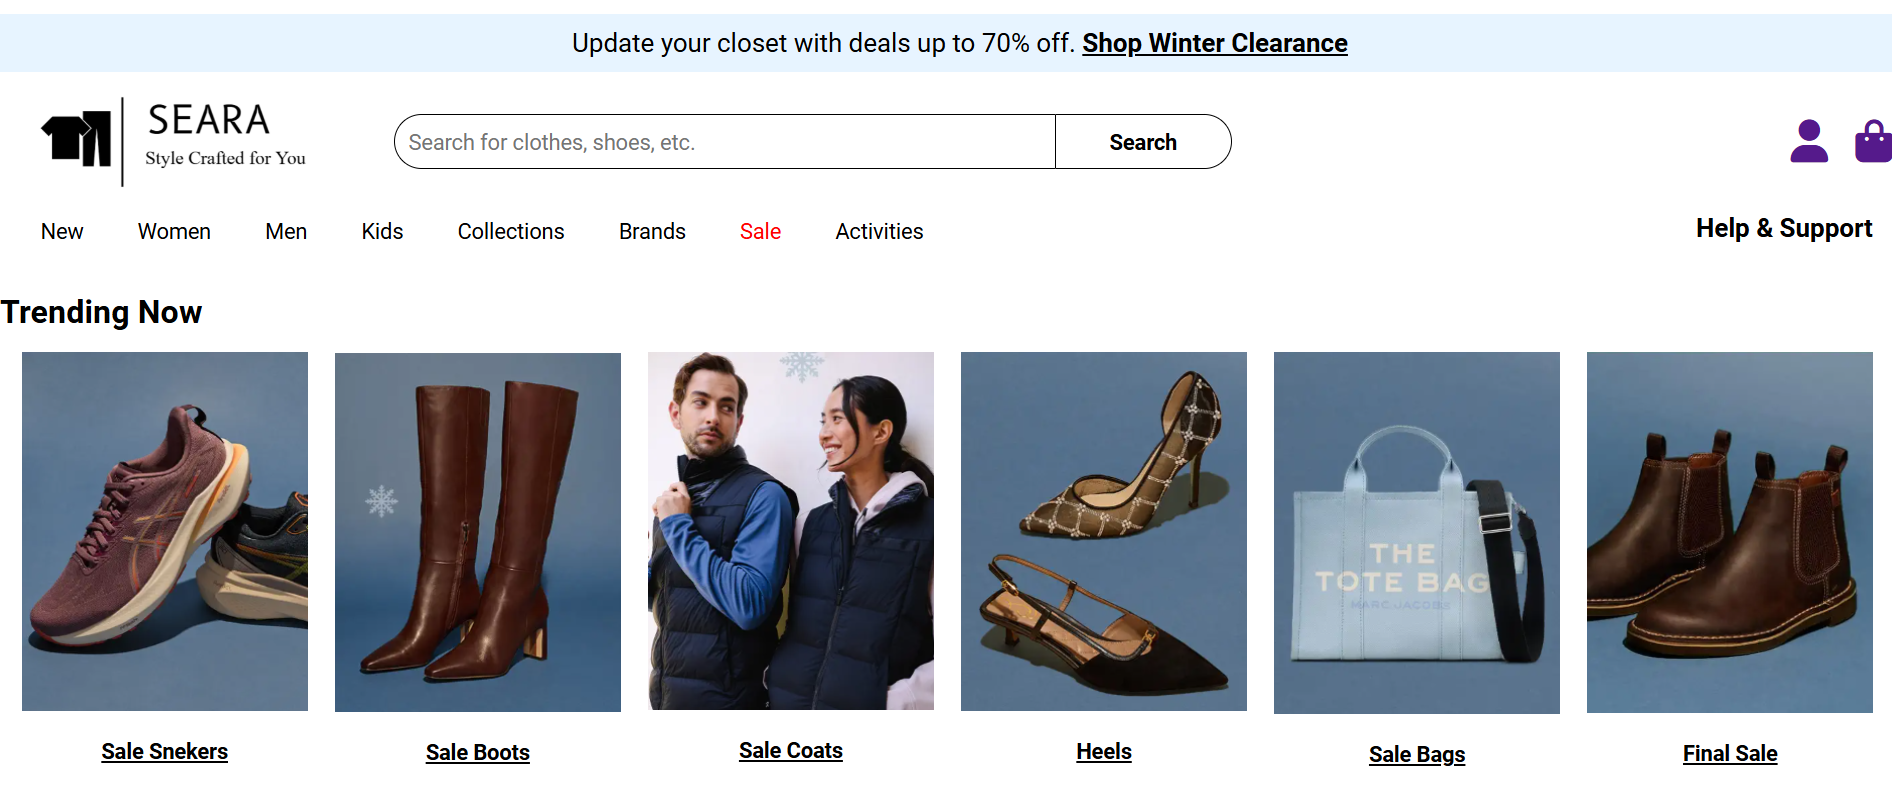 Update your closet with deals up to 70% off. Shop Winter Clearance
SEARA
Style Crafted for You
Search for clothes, shoes, etc.
Search
New Women Men Kids Collections Brands Sale Activities
Help & Support
Trending Now
THE
TOTE BAG
MARC JACOBS
Sale Snekers
Sale Boots
Sale Coats
Heels
Sale Bags
Final Sale